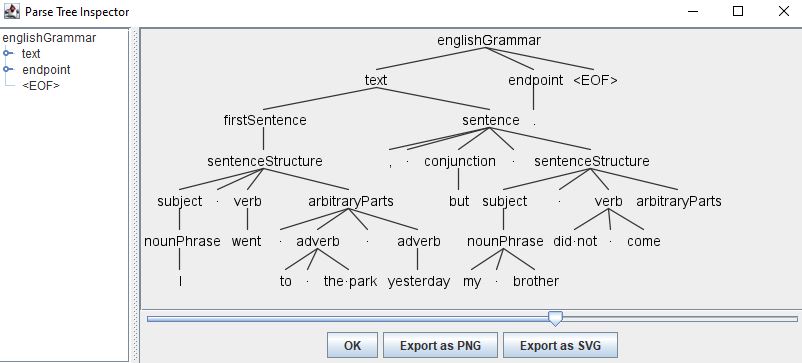 Parse Tree Inspector
englishGrammar
text
endpoint
<EOF>
englishGrammar
text endpoint <EOF>
firstSentence sentence .
sentenceStructure , · conjunction · sentenceStructure
subject · verb arbitraryParts but subject · verb arbitraryParts
nounPhrase went · adverb · adverb nounPhrase did·not · come
I to · the·park yesterday my · brother
OK Export as PNG Export as SVG